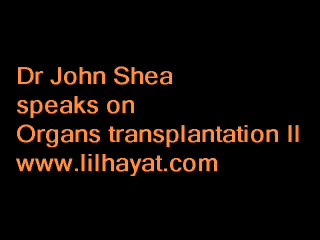 Dr John Shea
speaks on
Organs transplantation II
www.lilhayat.com